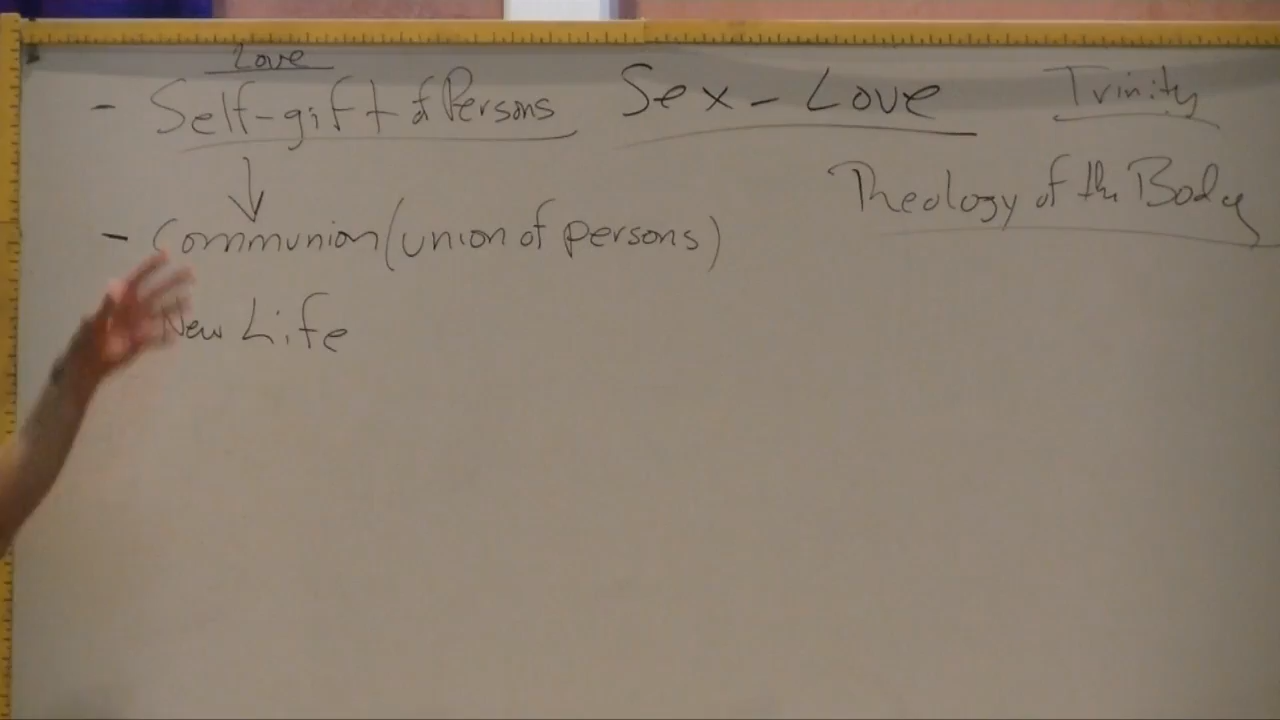 Love
- Self-gift of Persons
Sex - Love
Trinity
Theology of the Body
- Communion (union of persons)
New Life